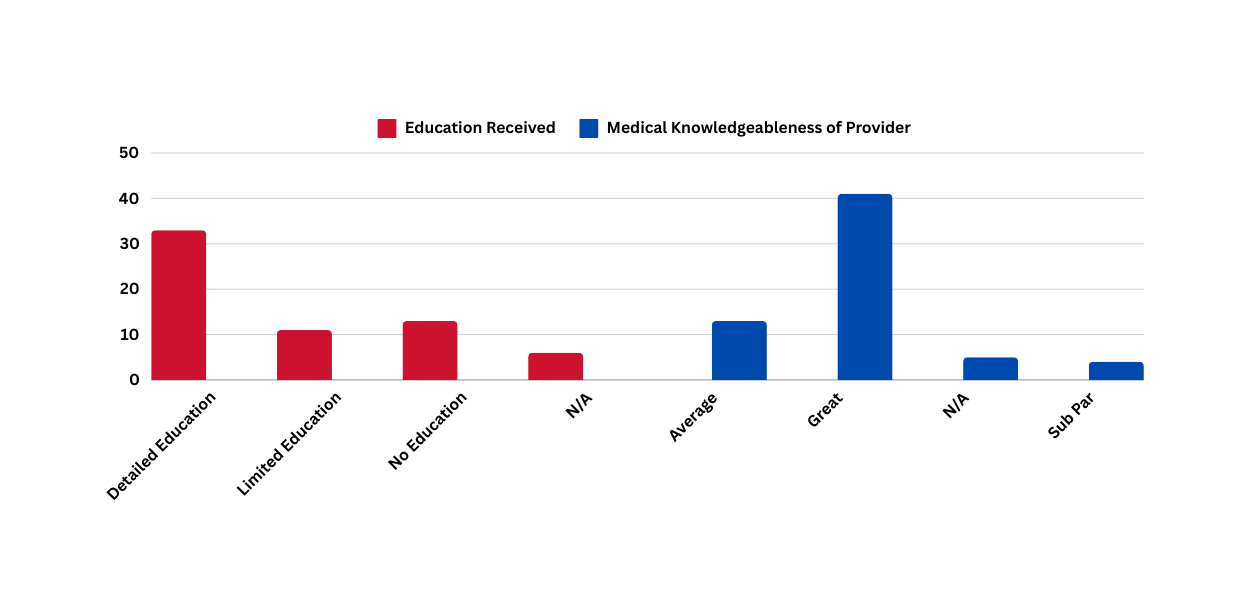 Education Received
Medical Knowledgeableness of Provider
50
40
30
20
10
0
Detailed Education
Limited Education
No Education
N/A
Average
Great
N/A
Sub Par